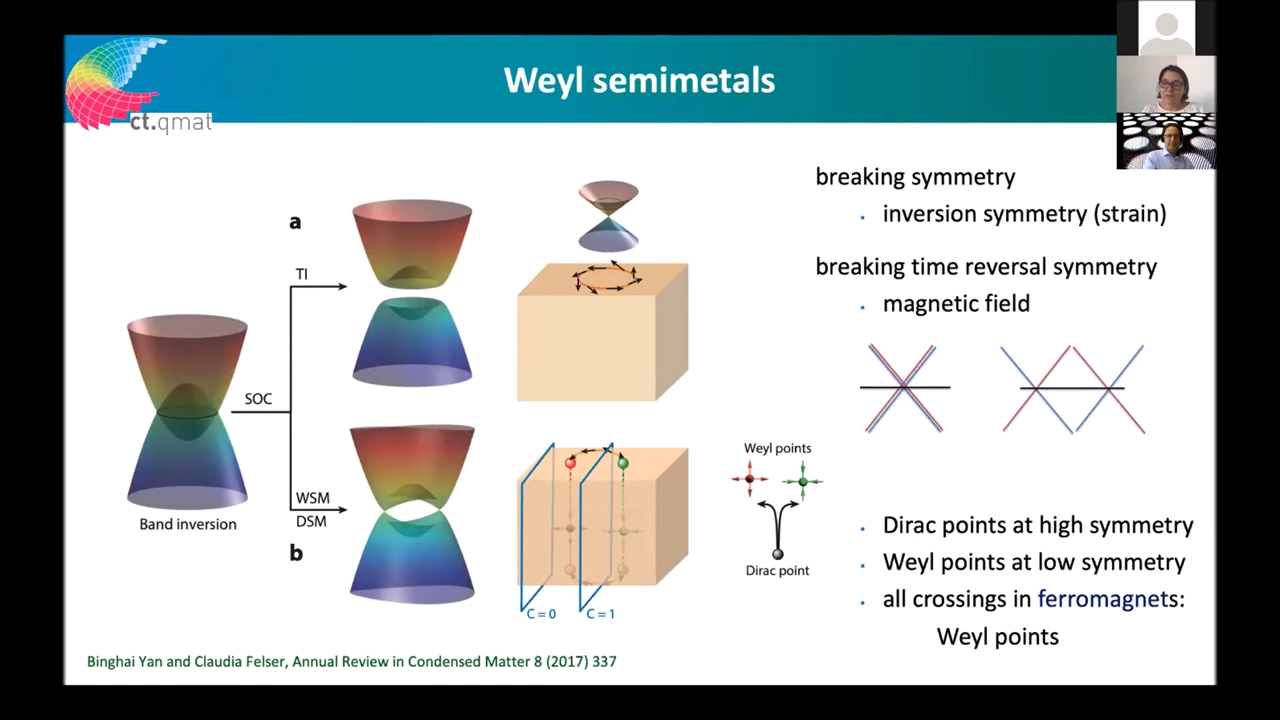 Weyl semimetals
ct.qmat
a
TI
SOC
WSM
DSM
Band inversion
b
C = 0
C = 1
Weyl points
Dirac point
breaking symmetry
. inversion symmetry (strain)
breaking time reversal symmetry
. magnetic field
. Dirac points at high symmetry
. Weyl points at low symmetry
. all crossings in ferromagnets:
Weyl points
Binghai Yan and Claudia Felser, Annual Review in Condensed Matter 8 (2017) 337